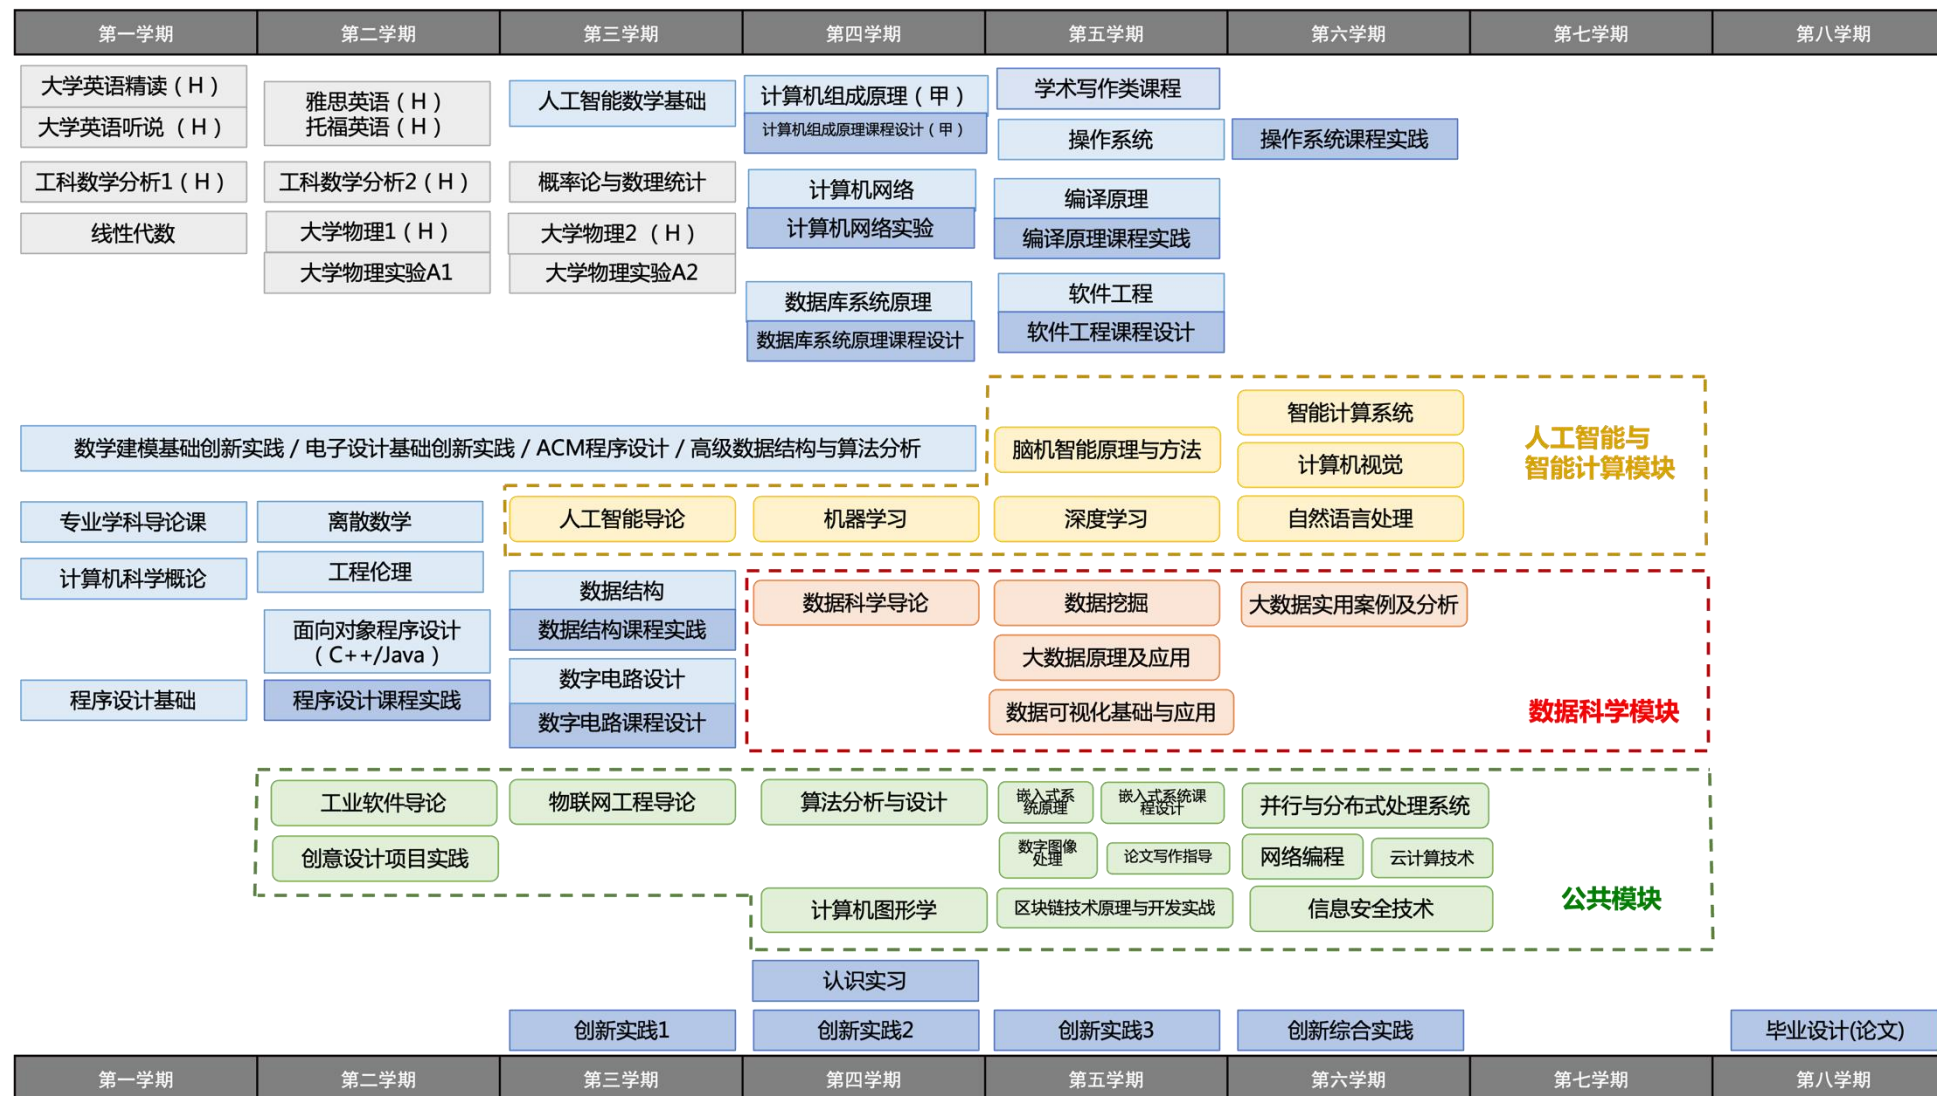 第一学期
第二学期
第三学期
第四学期
第五学期
第六学期
第七学期
第八学期
大学英语精读（H）
大学英语听说（H）
雅思英语（H）
托福英语（H）
人工智能数学基础
计算机组成原理（甲）
计算机组成原理课程设计（甲）
学术写作类课程
操作系统
操作系统课程实践
工科数学分析1（H）
工科数学分析2（H）
概率论与数理统计
计算机网络
计算机网络实验
编译原理
编译原理课程实践
线性代数
大学物理1（H）
大学物理实验A1
大学物理2（H）
大学物理实验A2
数据库系统原理
数据库系统原理课程设计
软件工程
软件工程课程设计
数学建模基础创新实践 / 电子设计基础创新实践 / ACM程序设计 / 高级数据结构与算法分析
脑机智能原理与方法
智能计算系统
计算机视觉
人工智能与
智能计算模块
专业学科导论课
离散数学
人工智能导论
机器学习
深度学习
自然语言处理
计算机科学概论
工程伦理
数据结构
数据结构课程实践
数据科学导论
数据挖掘
大数据实用案例及分析
面向对象程序设计
（C++/Java）
大数据原理及应用
程序设计基础
程序设计课程实践
数字电路设计
数字电路课程设计
数据可视化基础与应用
数据科学模块
工业软件导论
物联网工程导论
算法分析与设计
嵌入式系
统原理
嵌入式系统课
程设计
并行与分布式处理系统
创意设计项目实践
数字图像
处理
论文写作指导
网络编程
云计算技术
计算机图形学
区块链技术原理与开发实战
信息安全技术
公共模块
认识实习
创新实践1
创新实践2
创新实践3
创新综合实践
毕业设计(论文)
第一学期
第二学期
第三学期
第四学期
第五学期
第六学期
第七学期
第八学期